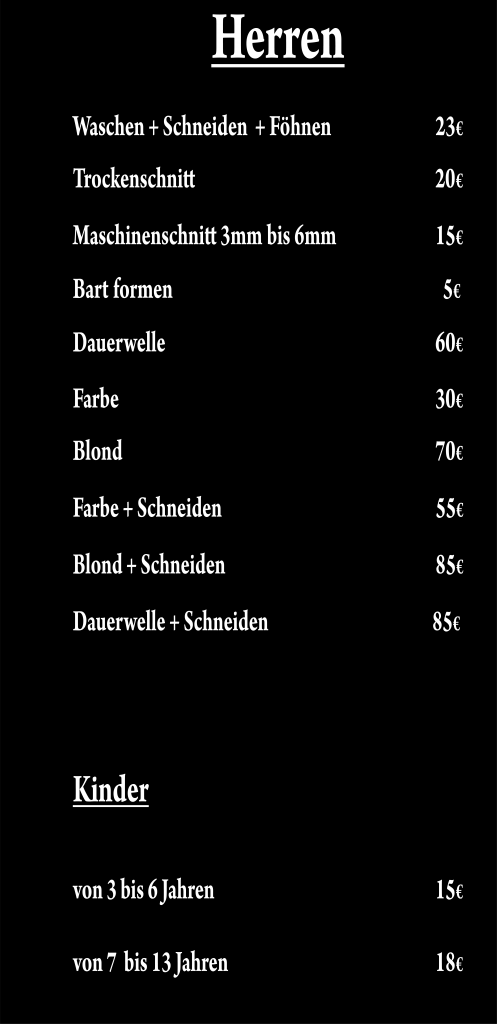 Herren
Waschen + Schneiden + Föhnen 23€
Trockenschnitt 20€
Maschinenschnitt 3mm bis 6mm 15€
Bart formen 5€
Dauerwelle 60€
Farbe 30€
Blond 70€
Farbe + Schneiden 55€
Blond + Schneiden 85€
Dauerwelle + Schneiden 85€
Kinder
von 3 bis 6 Jahren 15€
von 7 bis 13 Jahren 18€